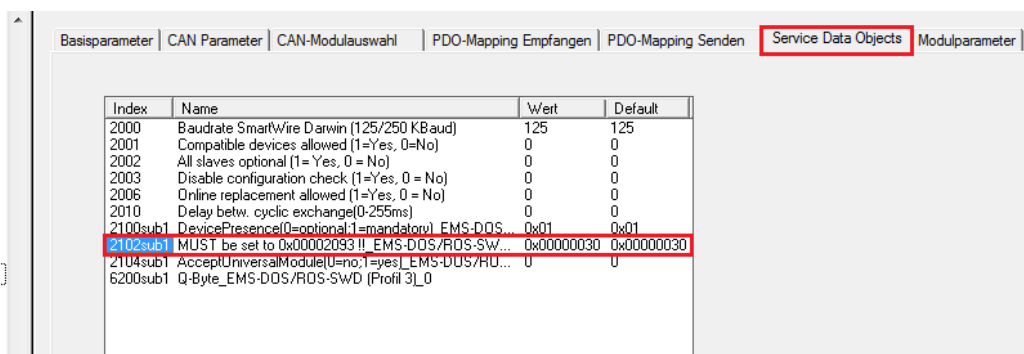 Basisparameter CAN Parameter CAN-Modulauswahl PDO-Mapping Empfangen PDO-Mapping Senden Service Data Objects Modulparameter
Index Name Wert Default
2000 Baudrate SmartWire Darwin (125/250 KBaud) 125 125
2001 Compatible devices allowed (1=Yes, 0=No) 0 0
2002 All slaves optional (1= Yes, 0 = No) 0 0
2003 Disable configuration check (1=Yes, 0 = No) 0 0
2006 Online replacement allowed (1=Yes, 0 = No) 0 0
2010 Delay betw. cyclic exchange(0-255ms) 0 0
2100sub1 DevicePresence(0=optional;1=mandatory)_EMS-DOS... 0x01 0x01
2102sub1 MUST be set to 0x00002093 !!_EMS-DOS/ROS-SW... 0x00000030 0x00000030
2104sub1 AcceptUniversalModule(0=no;1=yes)_EMS-DOS/RO... 0 0
6200sub1 Q-Byte_EMS-DOS/ROS-SWD (Profil 3)_0